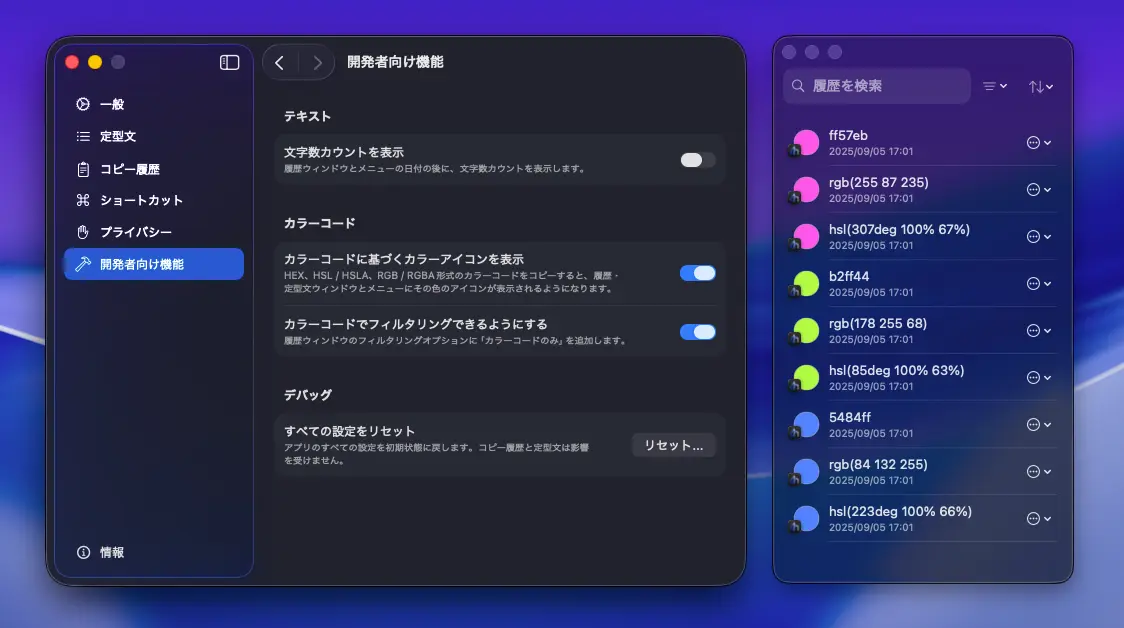 開発者向け機能
一般
定型文
コピー履歴
ショートカット
プライバシー
開発者向け機能
情報
テキスト
文字数カウントを表示
履歴ウィンドウとメニューの日付の後に、文字数カウントを表示します。
カラーコード
カラーコードに基づくカラーアイコンを表示
HEX、HSL / HSLA、RGB / RGBA 形式のカラーコードをコピーすると、履歴・
定型文ウィンドウとメニューにその色のアイコンが表示されるようになります。
カラーコードでフィルタリングできるようにする
履歴ウィンドウのフィルタリングオプションに「カラーコードのみ」を追加します。
デバッグ
すべての設定をリセット
アプリのすべての設定を初期状態に戻します。コピー履歴と定型文は影響
を受けません。
リセット...
履歴を検索
ff57eb
2025/09/05 17:01
rgb(255 87 235)
2025/09/05 17:01
hsl(307deg 100% 67%)
2025/09/05 17:01
b2ff44
2025/09/05 17:01
rgb(178 255 68)
2025/09/05 17:01
hsl(85deg 100% 63%)
2025/09/05 17:01
5484ff
2025/09/05 17:01
rgb(84 132 255)
2025/09/05 17:01
hsl(223deg 100% 66%)
2025/09/05 17:01